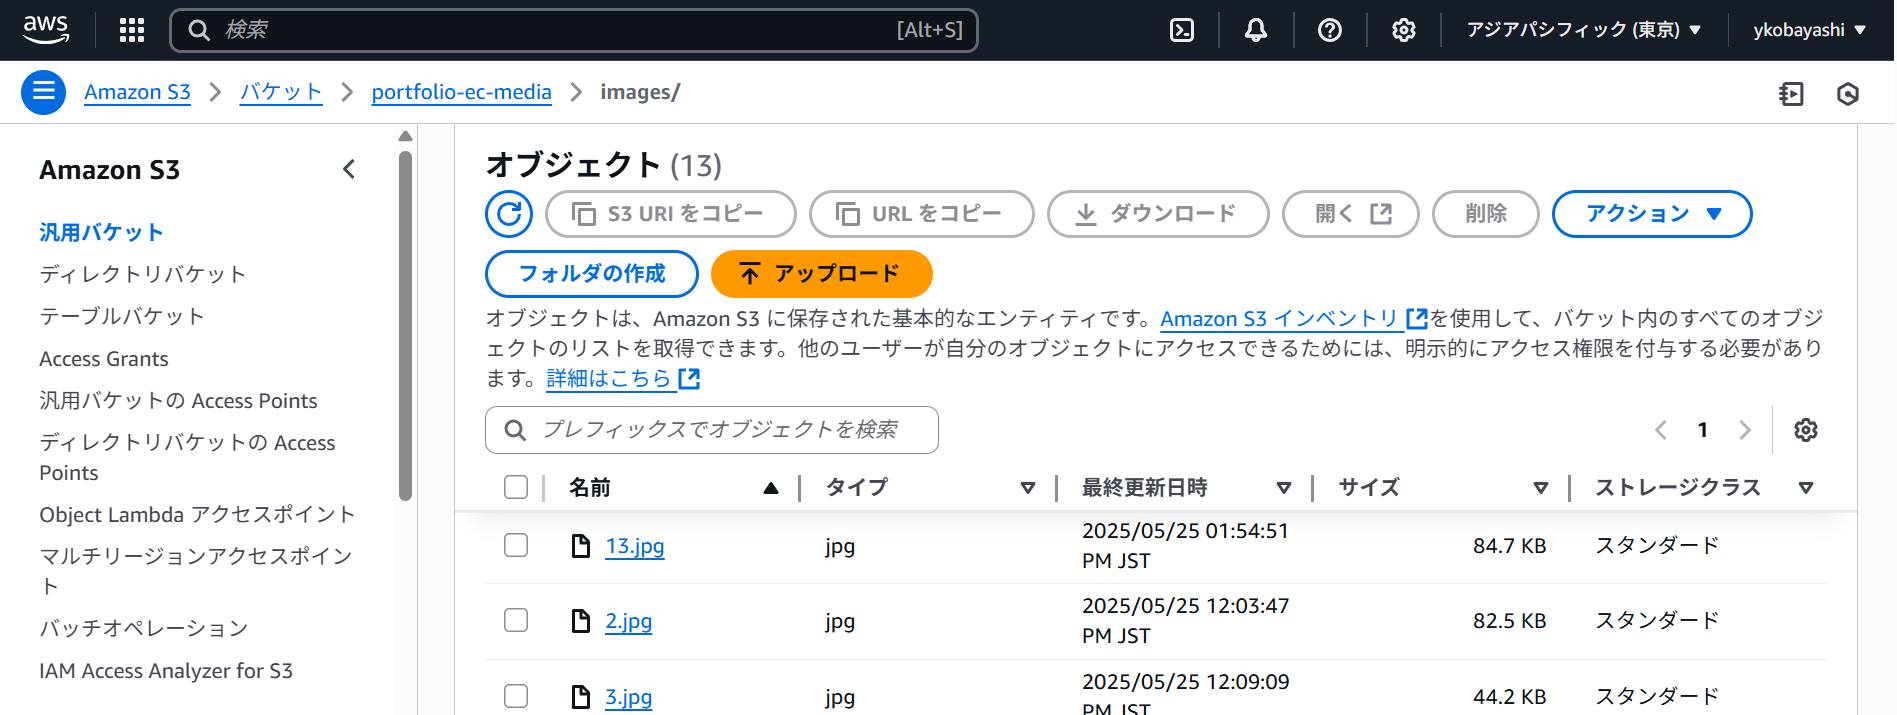 aws
検索 [Alt+S]
アジアパシフィック (東京) ▼
ykobayashi ▼
Amazon S3 > バケット > portfolio-ec-media > images/
Amazon S3
汎用バケット
ディレクトリバケット
テーブルバケット
Access Grants
汎用バケットの Access Points
ディレクトリバケットの Access
Points
Object Lambda アクセスポイント
マルチリージョンアクセスポイン
ト
バッチオペレーション
IAM Access Analyzer for S3
オブジェクト (13)
S3 URI をコピー URL をコピー ダウンロード 開く 削除 アクション ▼
フォルダの作成 アップロード
オブジェクトは、Amazon S3 に保存された基本的なエンティティです。Amazon S3 インベントリ を使用して、バケット内のすべてのオブジ
ェクトのリストを取得できます。他のユーザーが自分のオブジェクトにアクセスできるためには、明示的にアクセス権限を付与する必要があり
ます。詳細はこちら
プレフィックスでオブジェクトを検索
1
名前 タイプ 最終更新日時 サイズ ストレージクラス
13.jpg jpg 2025/05/25 01:54:51 PM JST 84.7 KB スタンダード
2.jpg jpg 2025/05/25 12:03:47 PM JST 82.5 KB スタンダード
3.jpg jpg 2025/05/25 12:09:09 PM JST 44.2 KB スタンダード